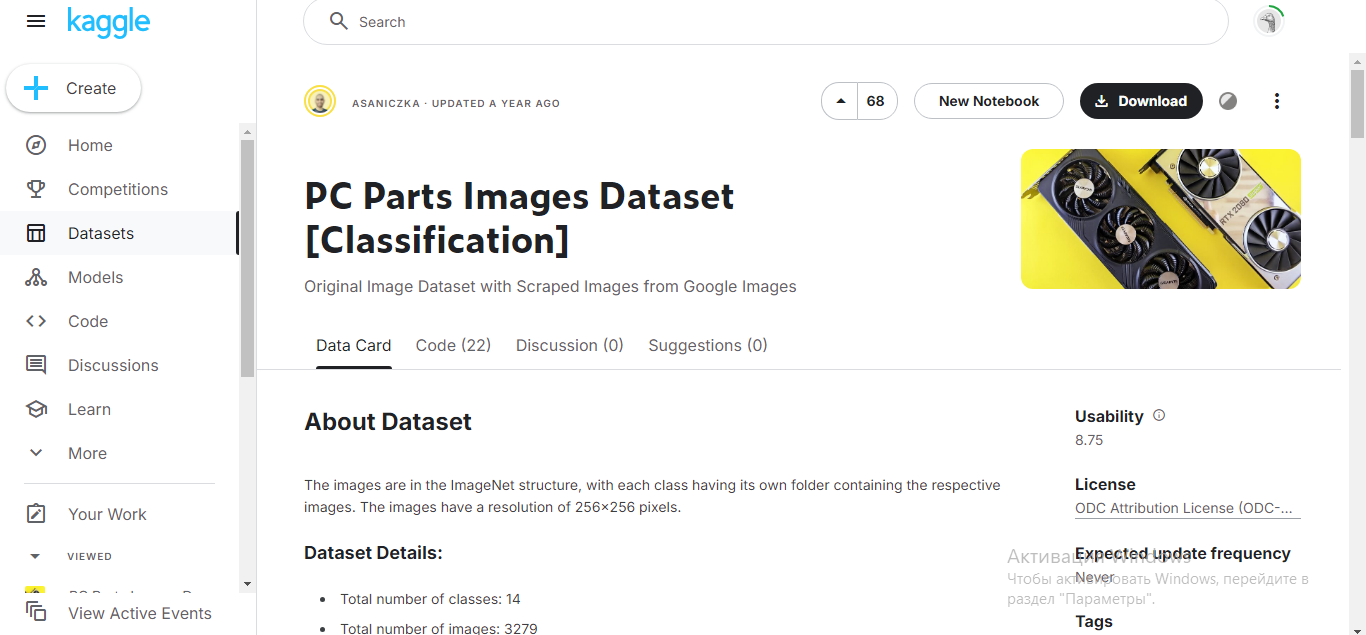 kaggle
Search
Create
Home
Competitions
Datasets
Models
Code
Discussions
Learn
More
Your Work
VIEWED
View Active Events
ASANICZKA · UPDATED A YEAR AGO
68
New Notebook
Download
PC Parts Images Dataset
[Classification]
Original Image Dataset with Scraped Images from Google Images
RTX 2080
Data Card
Code (22)
Discussion (0)
Suggestions (0)
About Dataset
The images are in the ImageNet structure, with each class having its own folder containing the respective
images. The images have a resolution of 256×256 pixels.
Dataset Details:
Total number of classes: 14
Total number of images: 3279
Usability
8.75
License
ODC Attribution License (ODC-...
Expected update frequency
Never
Tags
Активация Windows
Чтобы активировать Windows, перейдите в
раздел "Параметры".